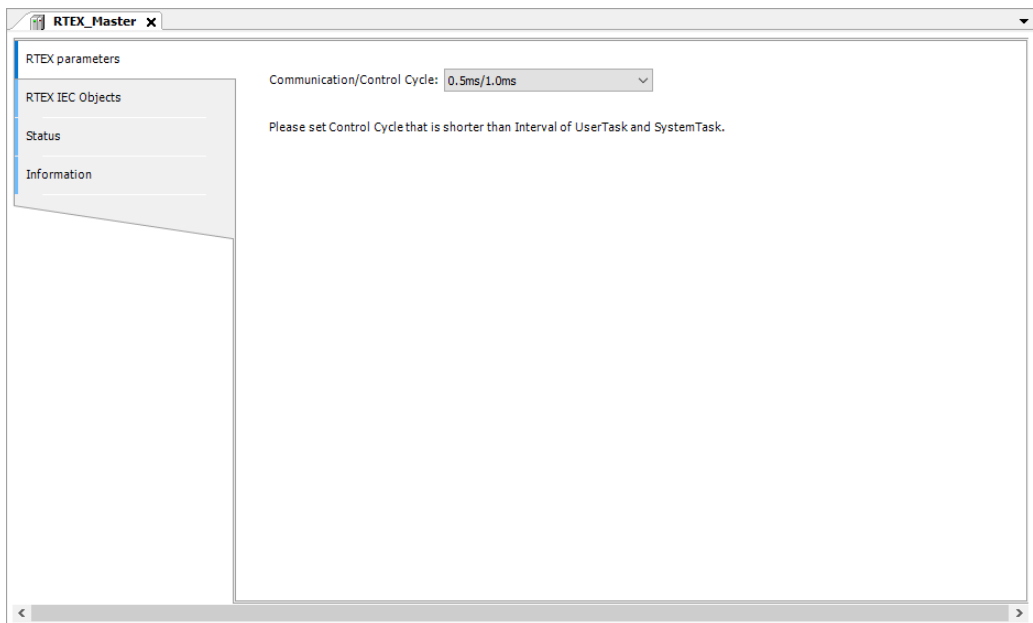 RTEX_Master X
RTEX parameters
Communication/Control Cycle: 0.5ms/1.0ms
RTEX IEC Objects
Please set Control Cycle that is shorter than Interval of UserTask and SystemTask.
Status
Information